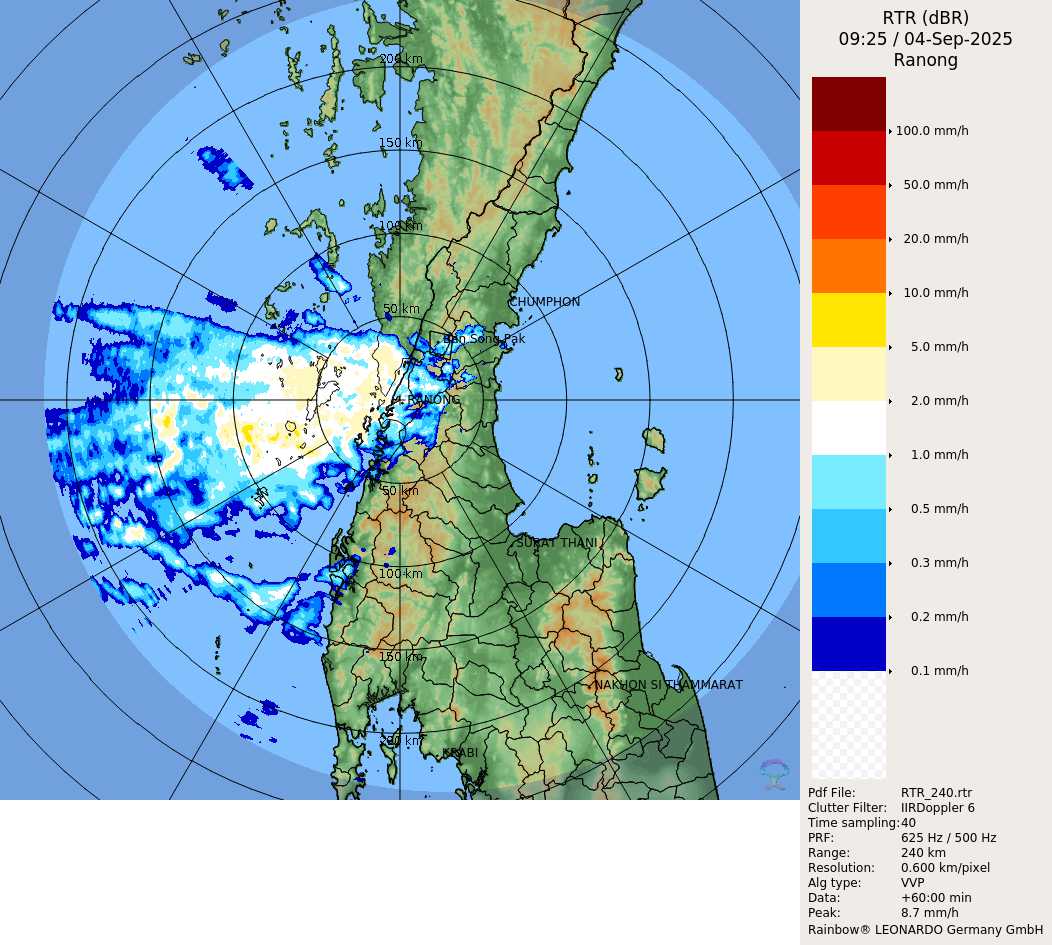 RTR (dBR)
09:25 / 04-Sep-2025
Ranong
100.0 mm/h
50.0 mm/h
20.0 mm/h
10.0 mm/h
5.0 mm/h
2.0 mm/h
1.0 mm/h
0.5 mm/h
0.3 mm/h
0.2 mm/h
0.1 mm/h
200 km
150 km
100 km
50 km
CHUMPHON
Ban Song Pak
RANONG
50 km
SURAT THANI
100 km
150 km
NAKHON SI THAMMARAT
200 km
KRABI
Pdf File: RTR_240.rtr
Clutter Filter: IIRDoppler 6
Time sampling:40
PRF: 625 Hz / 500 Hz
Range: 240 km
Resolution: 0.600 km/pixel
Alg type: VVP
Data: +60:00 min
Peak: 8.7 mm/h
Rainbow® LEONARDO Germany GmbH